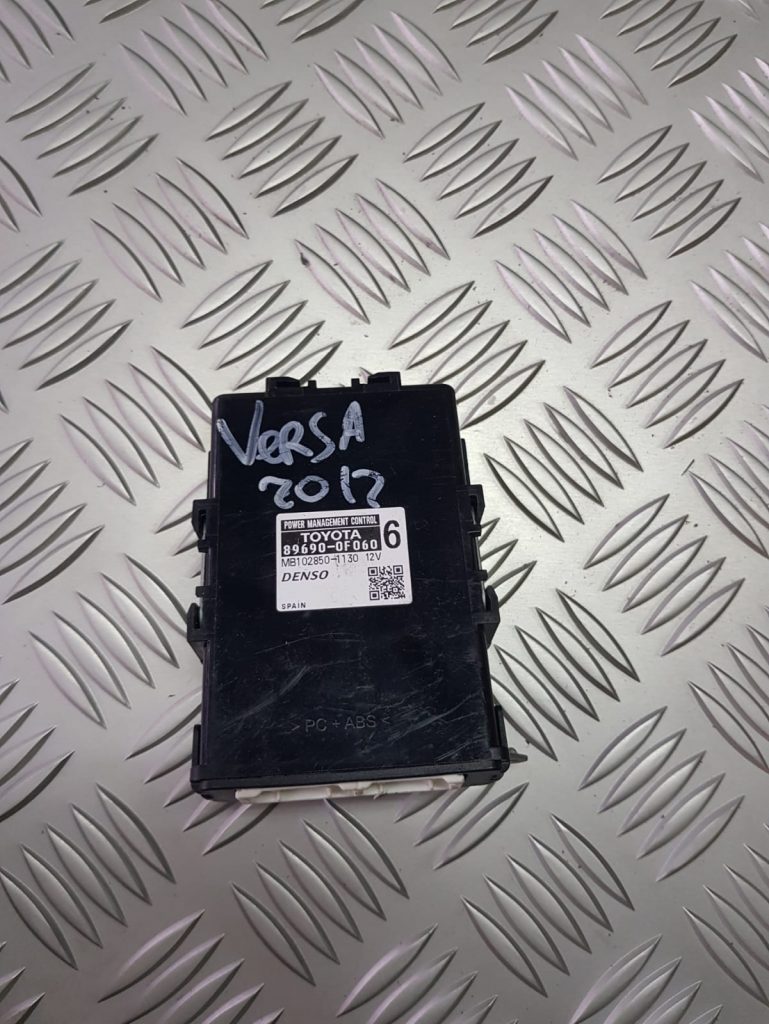 VERSA
2012
POWER MANAGEMENT CONTROL
TOYOTA 6
89690-0F060
MB102850-1130 12V
DENSO
SPAIN
>PC+ABS<